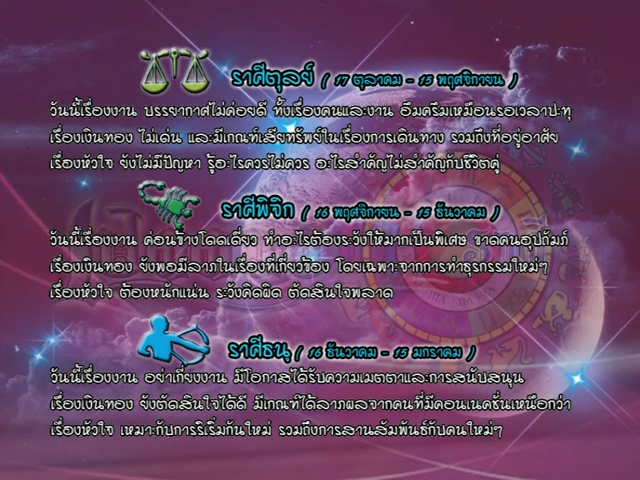 ราศีตุลย์ ( 17 ตุลาคม - 15 พฤศจิกายน )
วันนี้เรื่องงาน บรรยากาศไม่ค่อยดี ทั้งเรื่องคนและงาน อึมครึมเหมือนรอเวลาปะทุ
เรื่องเงินทอง ไม่เด่น และมีเกณฑ์เสียทรัพย์ในเรื่องการเดินทาง รวมถึงที่อยู่อาศัย
เรื่องหัวใจ ยังไม่มีปัญหา รู้อะไรควรไม่ควร อะไรสำคัญไม่สำคัญกับชีวิตคู่
ราศีพิจิก ( 16 พฤศจิกายน - 15 ธันวาคม )
วันนี้เรื่องงาน ค่อนข้างโดดเดี่ยว ทำอะไรต้องระวังให้มากเป็นพิเศษ ขาดคนอุปถัมภ์
เรื่องเงินทอง ยังพอมีลาภในเรื่องที่เกี่ยวข้อง โดยเฉพาะจากการทำธุรกรรมใหม่ๆ
เรื่องหัวใจ ต้องหนักแน่น ระวังคิดผิด ตัดสินใจพลาด
ราศีธนู ( 16 ธันวาคม - 15 มกราคม )
วันนี้เรื่องงาน อย่าเกี่ยงงาน มีโอกาสได้รับความเมตตาและการสนับสนุน
เรื่องเงินทอง ยังตัดสินใจได้ดี มีเกณฑ์ได้ลาภผลจากคนที่มีคอนเนคชั่นเหนือกว่า
เรื่องหัวใจ เหมาะกับการริเริ่มกันใหม่ รวมถึงการสานสัมพันธ์กับคนใหม่ๆ